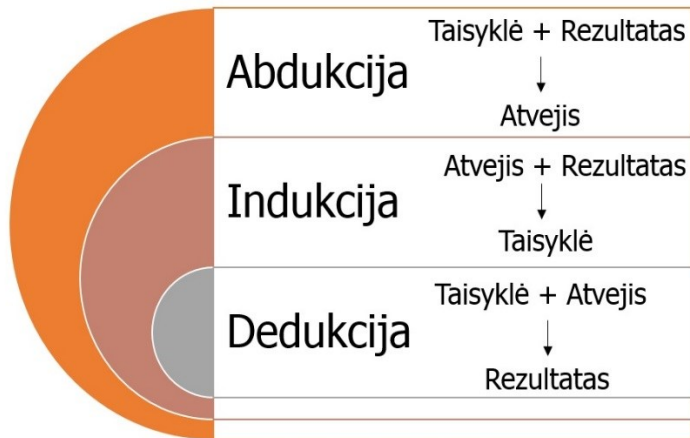 Abdukcija
Taisyklė + Rezultatas
Atvejis
Indukcija
Atvejis + Rezultatas
Taisyklė
Dedukcija
Taisyklė + Atvejis
Rezultatas